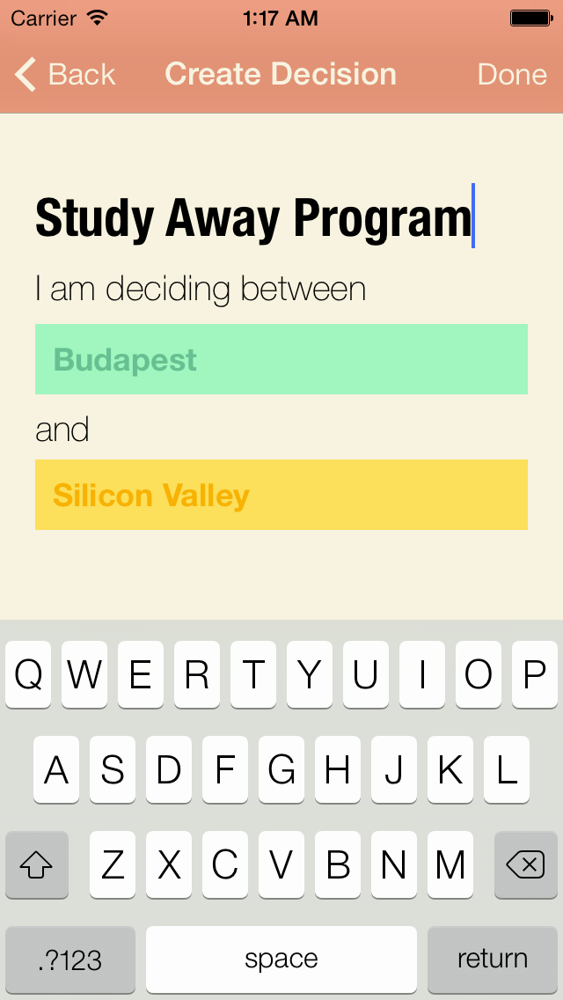 Carrier 1:17 AM
Back Create Decision Done
Study Away Program
I am deciding between
Budapest
and
Silicon Valley
Q W E R T Y U I O P
A S D F G H J K L
Z X C V B N M
.?123 space return